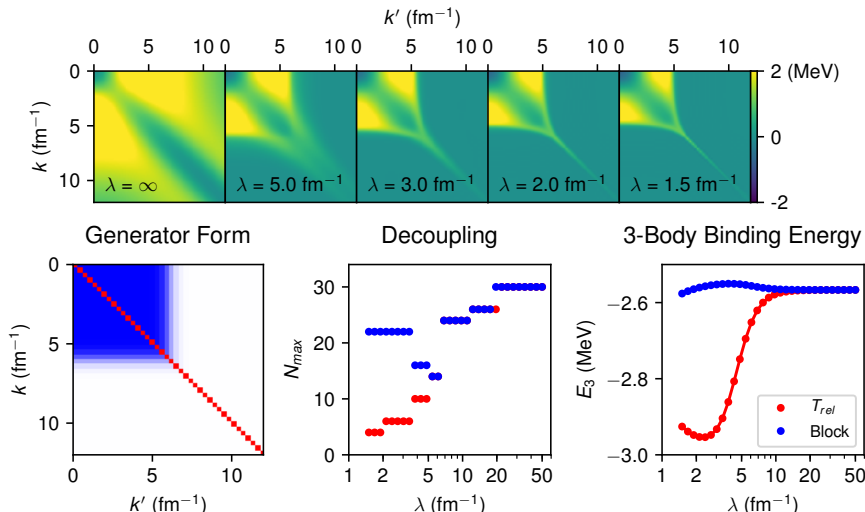 k′ (fm⁻¹)
0 5 10 0 5 10 0 5 10 0 5 10 0 5 10
0
5
10
k (fm⁻¹)
λ = ∞
λ = 5.0 fm⁻¹
λ = 3.0 fm⁻¹
λ = 2.0 fm⁻¹
λ = 1.5 fm⁻¹
2 (MeV)
0
-2
Generator Form
0
5
10
k (fm⁻¹)
0 5 10
k′ (fm⁻¹)
Decoupling
30
20
10
0
N_max
1 2 5 10 50
λ (fm⁻¹)
3-Body Binding Energy
−2.6
−2.8
−3.0
E₃ (MeV)
T_rel
Block
1 2 5 10 50
λ (fm⁻¹)